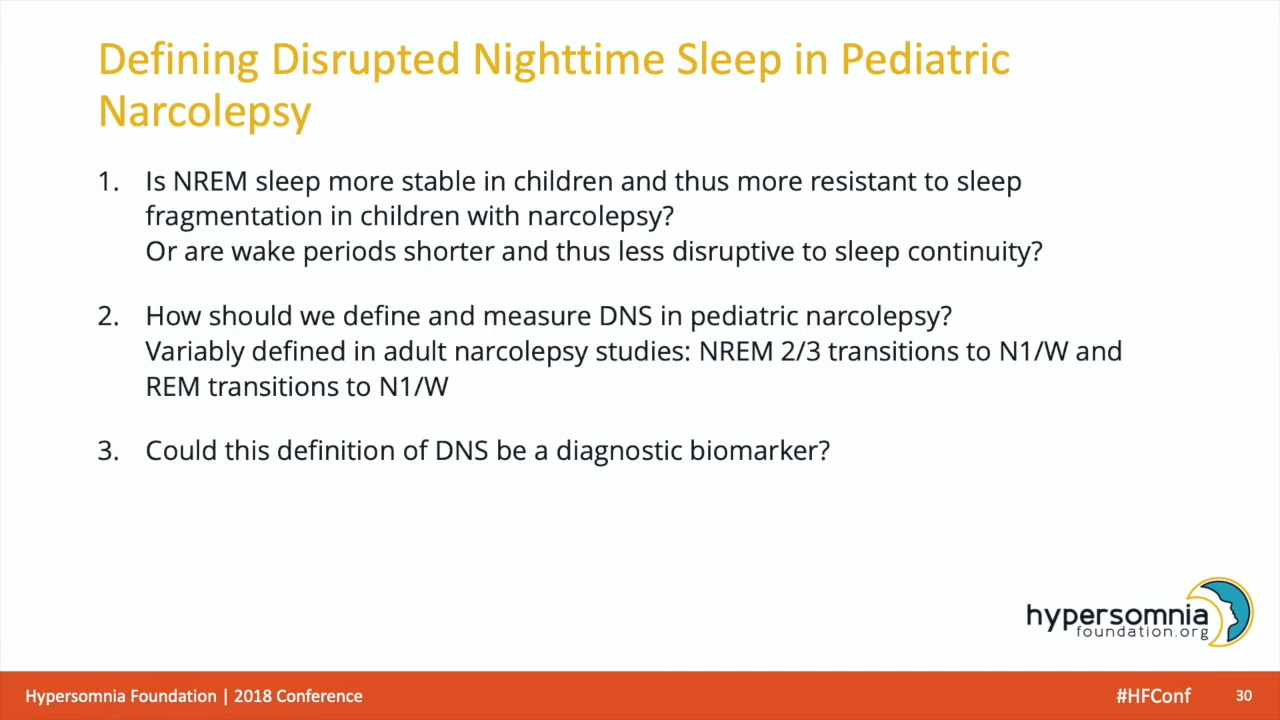 Defining Disrupted Nighttime Sleep in Pediatric
Narcolepsy
1. Is NREM sleep more stable in children and thus more resistant to sleep
fragmentation in children with narcolepsy?
Or are wake periods shorter and thus less disruptive to sleep continuity?
2. How should we define and measure DNS in pediatric narcolepsy?
Variably defined in adult narcolepsy studies: NREM 2/3 transitions to N1/W and
REM transitions to N1/W
3. Could this definition of DNS be a diagnostic biomarker?
hypersomnia
foundation.org
Hypersomnia Foundation | 2018 Conference
#HFConf
30